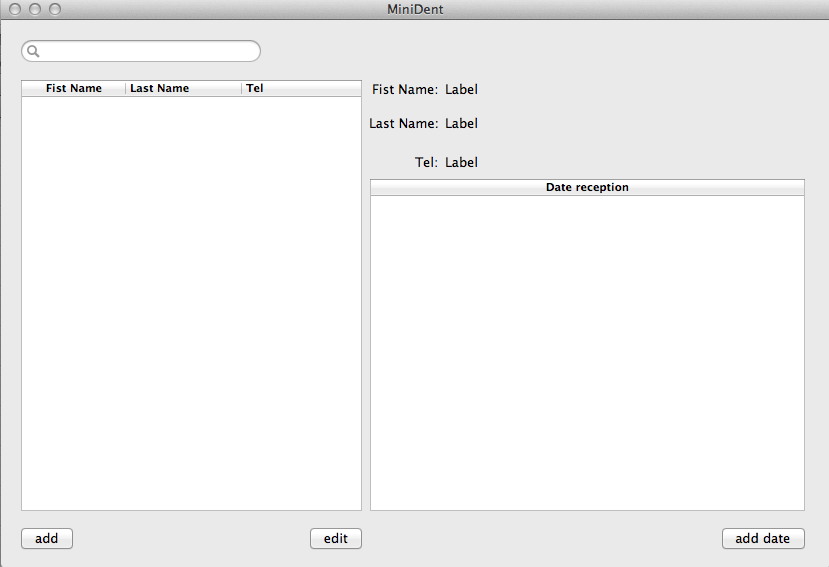 MiniDent
Fist Name Last Name Tel
Fist Name: Label
Last Name: Label
Tel: Label
Date reception
add edit add date